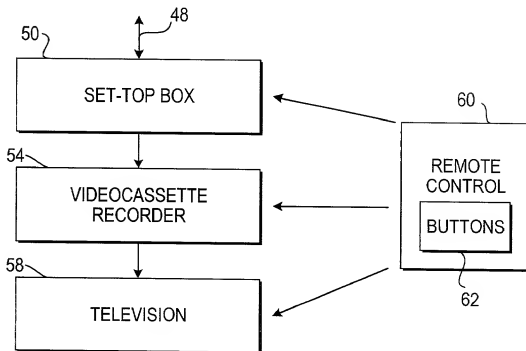 48
50
SET-TOP BOX
60
54
VIDEOCASSETTE
RECORDER
REMOTE
CONTROL
BUTTONS
62
58
TELEVISION